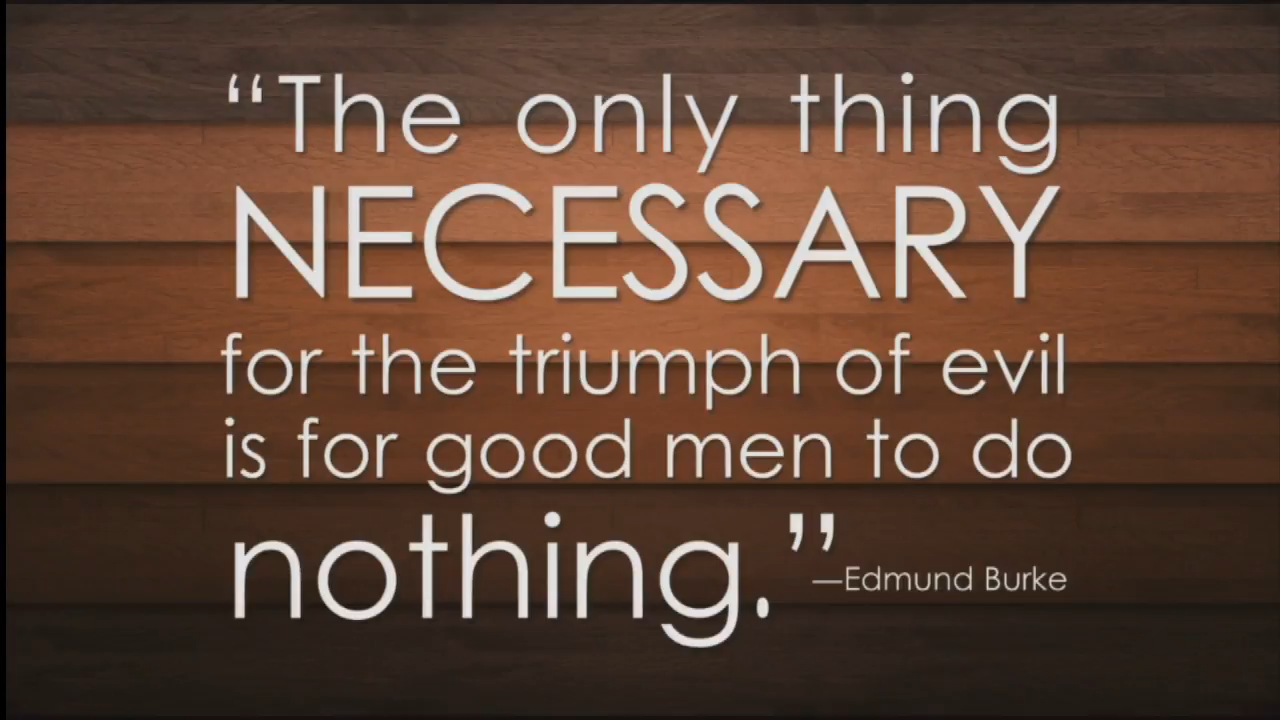 “The only thing
NECESSARY
for the triumph of evil
is for good men to do
nothing.”
—Edmund Burke